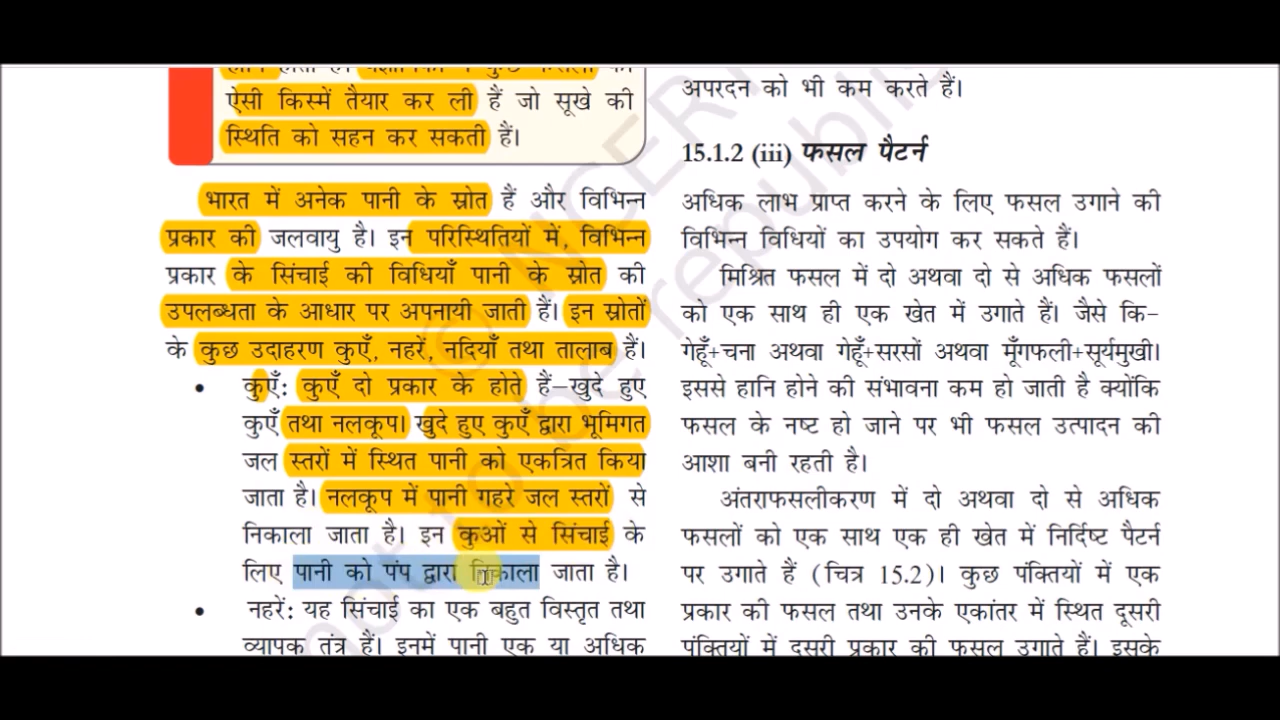 ऐसी किस्में तैयार कर ली हैं जो सूखे की
स्थिति को सहन कर सकती हैं।
भारत में अनेक पानी के स्रोत हैं और विभिन्न
प्रकार की जलवायु है। इन परिस्थितियों में, विभिन्न
प्रकार के सिंचाई की विधियाँ पानी के स्रोत की
उपलब्धता के आधार पर अपनायी जाती हैं। इन स्रोतों
के कुछ उदाहरण कुएँ, नहरें, नदियाँ तथा तालाब हैं।
• कुएँ: कुएँ दो प्रकार के होते हैं–खुदे हुए
कुएँ तथा नलकूप। खुदे हुए कुएँ द्वारा भूमिगत
जल स्तरों में स्थित पानी को एकत्रित किया
जाता है। नलकूप में पानी गहरे जल स्तरों से
निकाला जाता है। इन कुओं से सिंचाई के
लिए पानी को पंप द्वारा निकाला जाता है।
• नहरें: यह सिंचाई का एक बहुत विस्तृत तथा
व्यापक तंत्र हैं। इनमें पानी एक या अधिक
अपरदन को भी कम करते हैं।
15.1.2 (iii) फसल पैटर्न
अधिक लाभ प्राप्त करने के लिए फसल उगाने की
विभिन्न विधियों का उपयोग कर सकते हैं।
मिश्रित फसल में दो अथवा दो से अधिक फसलों
को एक साथ ही एक खेत में उगाते हैं। जैसे कि–
गेहूँ+चना अथवा गेहूँ+सरसों अथवा मूँगफली+सूर्यमुखी।
इससे हानि होने की संभावना कम हो जाती है क्योंकि
फसल के नष्ट हो जाने पर भी फसल उत्पादन की
आशा बनी रहती है।
अंतराफसलीकरण में दो अथवा दो से अधिक
फसलों को एक साथ एक ही खेत में निर्दिष्ट पैटर्न
पर उगाते हैं (चित्र 15.2)। कुछ पंक्तियों में एक
प्रकार की फसल तथा उनके एकांतर में स्थित दूसरी
पंक्तियों में दूसरी प्रकार की फसल उगाते हैं। इसके